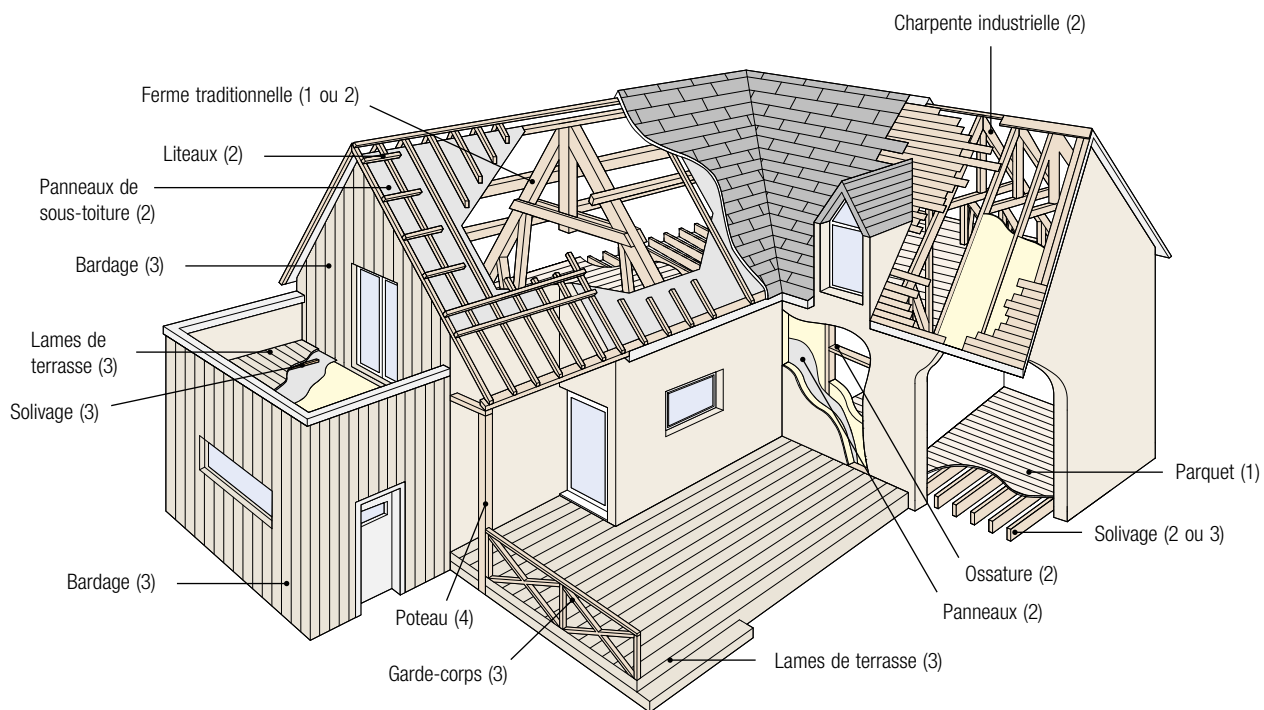 Charpente industrielle (2)
Ferme traditionnelle (1 ou 2)
Liteaux (2)
Panneaux de
sous-toiture (2)
Bardage (3)
Lames de
terrasse (3)
Solivage (3)
Parquet (1)
Solivage (2 ou 3)
Ossature (2)
Bardage (3)
Poteau (4)
Panneaux (2)
Garde-corps (3)
Lames de terrasse (3)